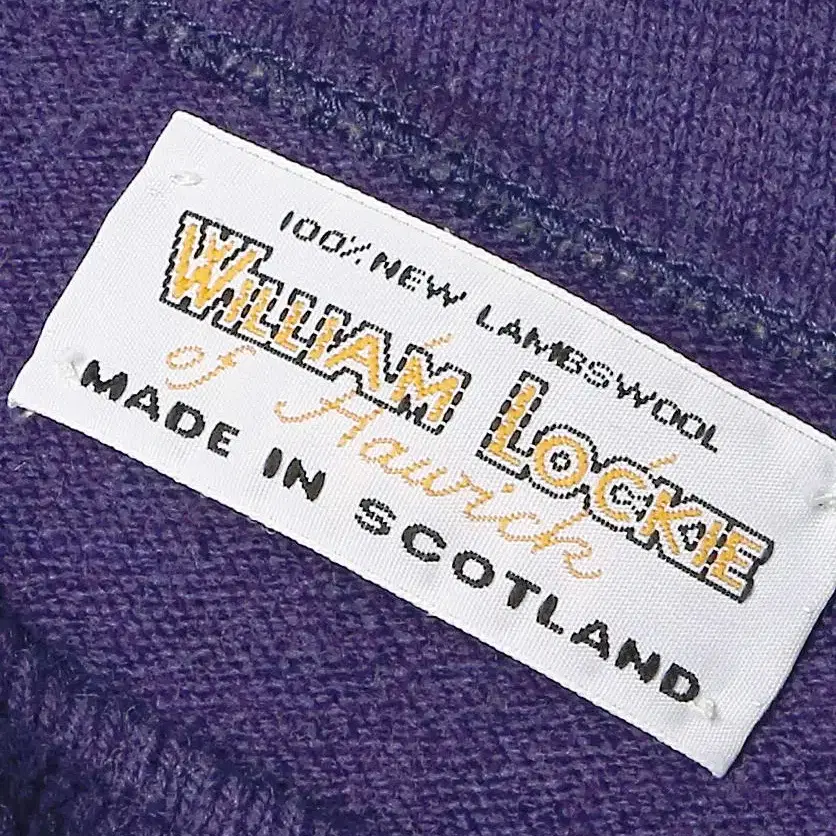 100% NEW LAMBSWOOL
WILLIAM LOCKIE
of Hawick
MADE IN SCOTLAND